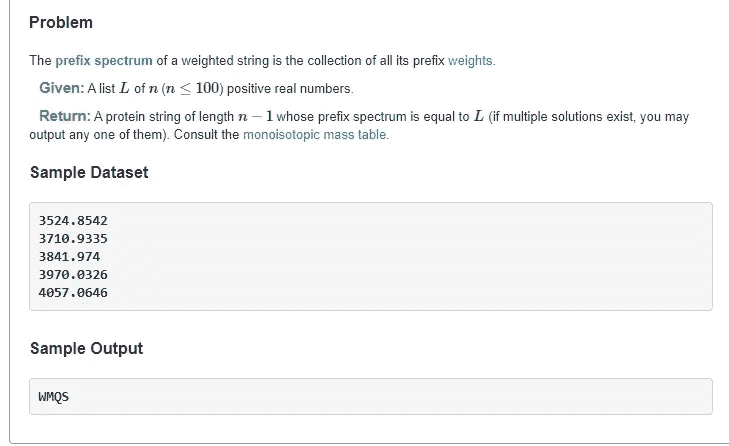 Problem
The prefix spectrum of a weighted string is the collection of all its prefix weights.
Given: A list L of n (n ≤ 100) positive real numbers.
Return: A protein string of length n − 1 whose prefix spectrum is equal to L (if multiple solutions exist, you may
output any one of them). Consult the monoisotopic mass table.
Sample Dataset
3524.8542
3710.9335
3841.974
3970.0326
4057.0646
Sample Output
WMQS